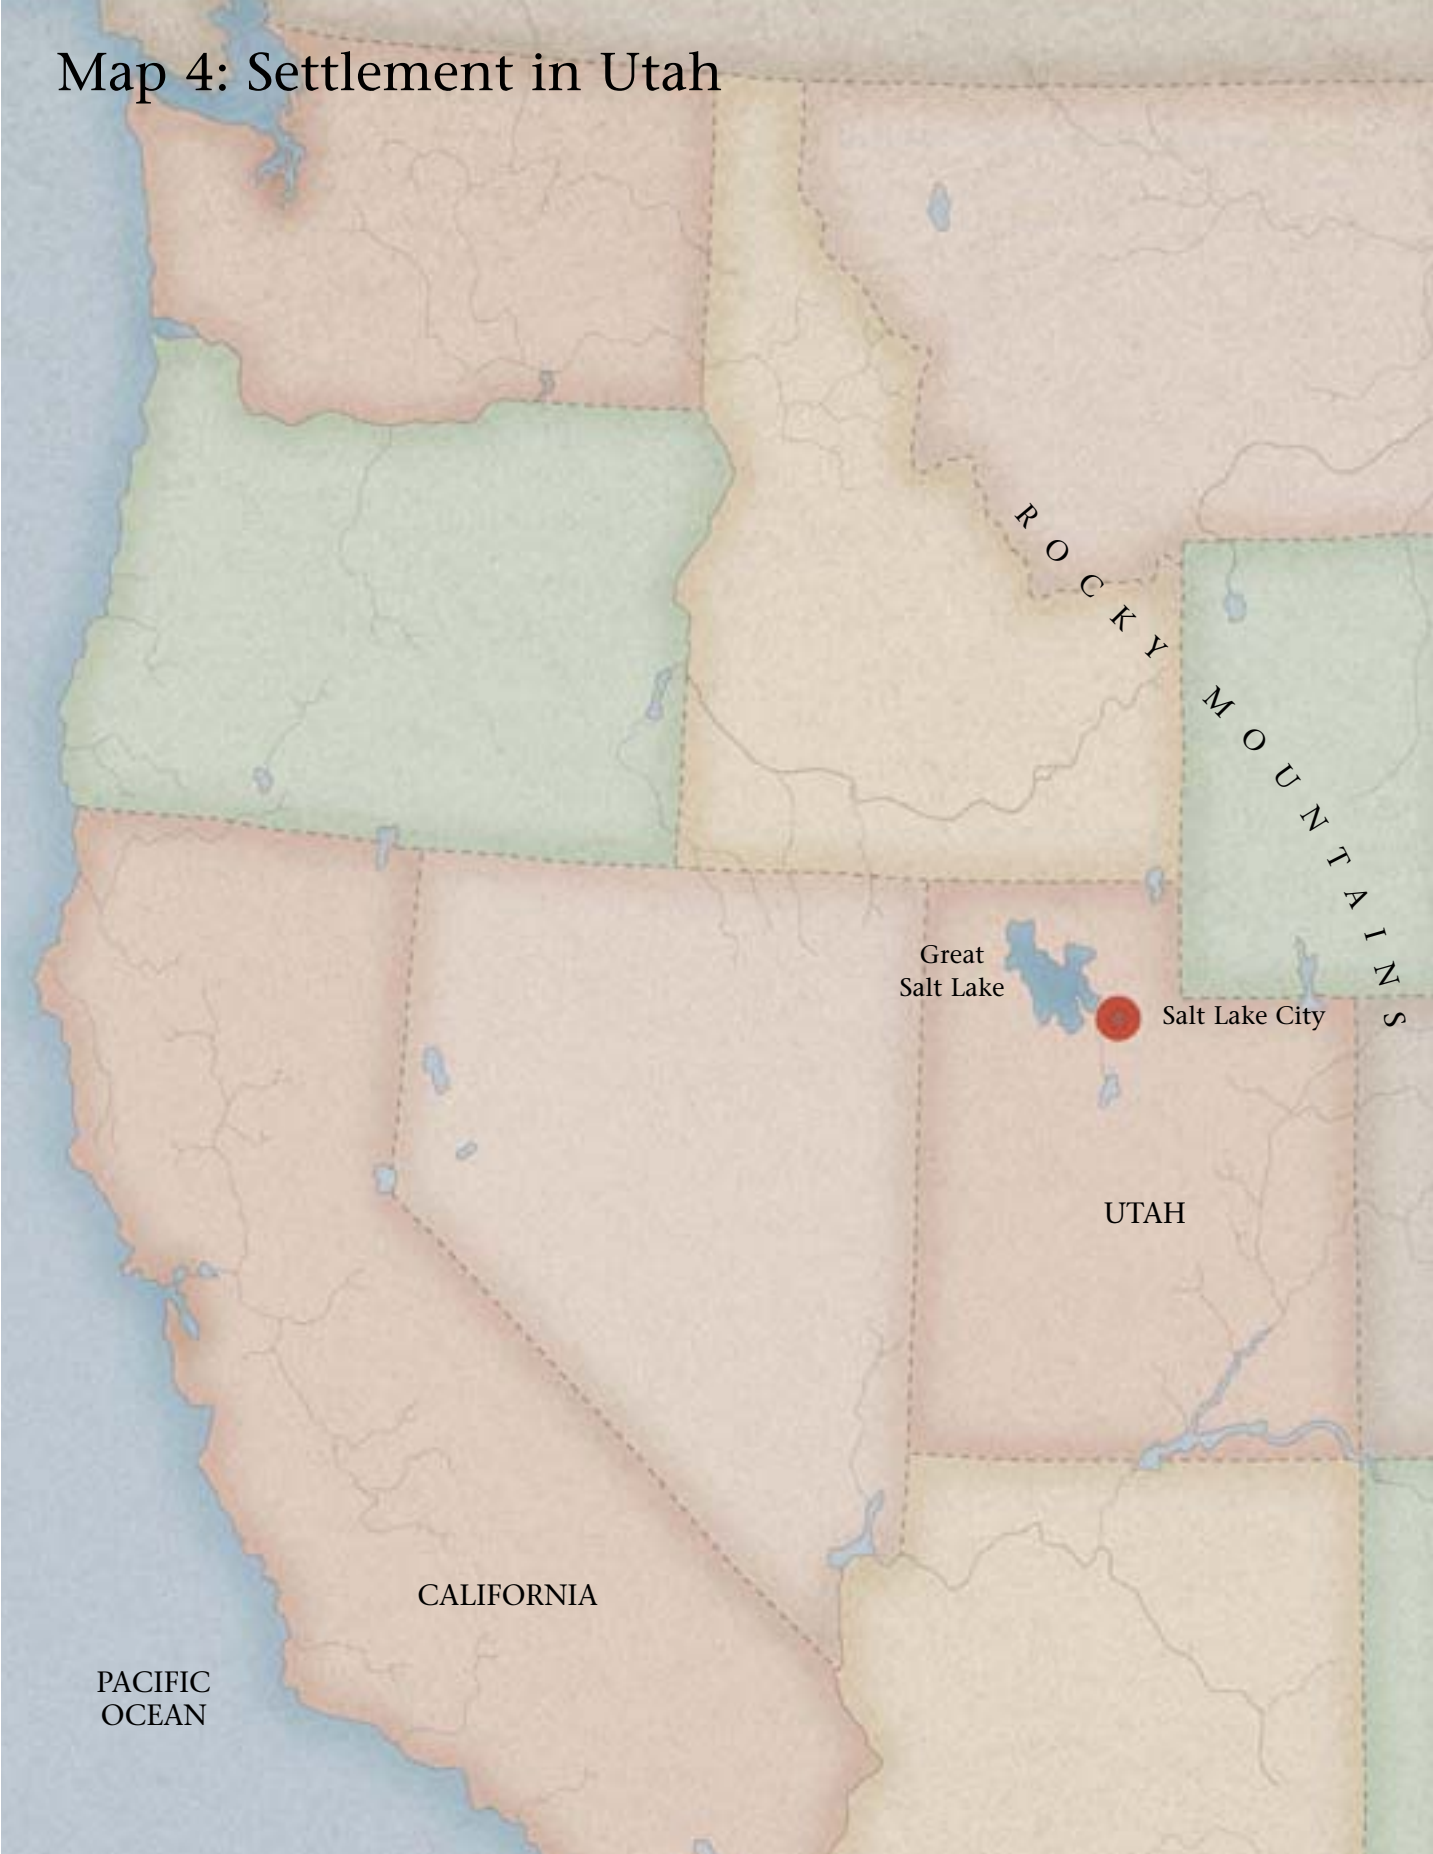 Map 4: Settlement in Utah
ROCKY MOUNTAINS
Great
Salt Lake
Salt Lake City
UTAH
CALIFORNIA
PACIFIC
OCEAN